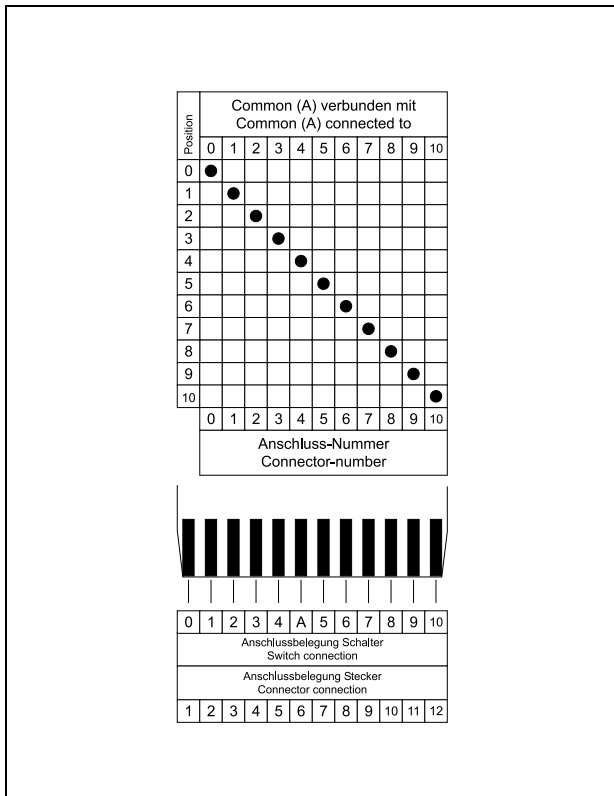 Position
Common (A) verbunden mit
Common (A) connected to
0 1 2 3 4 5 6 7 8 9 10
0
1
2
3
4
5
6
7
8
9
10
0 1 2 3 4 5 6 7 8 9 10
Anschluss-Nummer
Connector-number
0 1 2 3 4 A 5 6 7 8 9 10
Anschlussbelegung Schalter
Switch connection
Anschlussbelegung Stecker
Connector connection
1 2 3 4 5 6 7 8 9 10 11 12